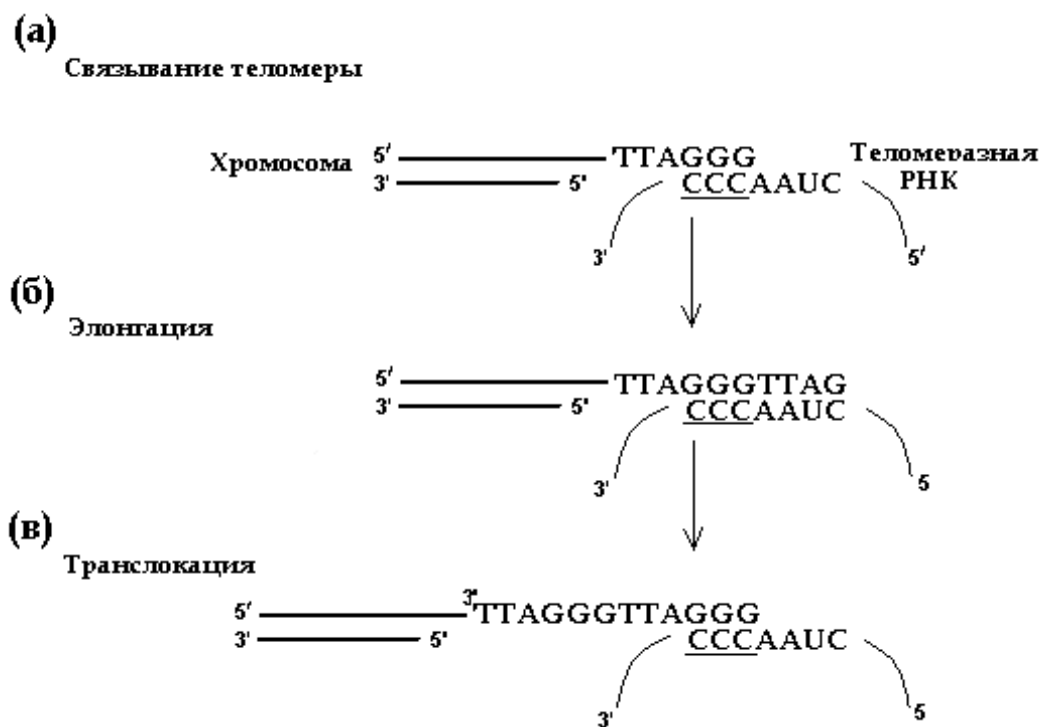 (а)
Связывание теломеры
Хромосома 5' TTAGGG Теломеразная
3' 5' CCCAAUC РНК
3' 5'
(б)
Элонгация
5' TTAGGGTTAG
3' 5' CCCAAUC
3' 5
(в)
Транслокация
5' 3' TTAGGGTTAGGG
3' 5' CCCAAUC
3' 5